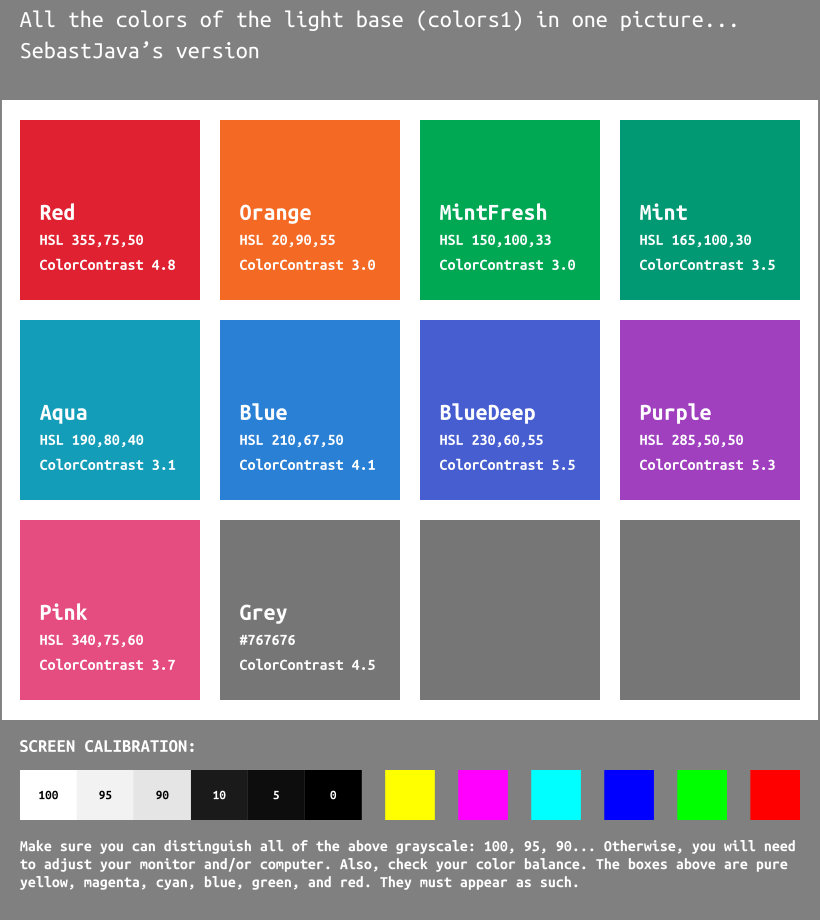 All the colors of the light base (colors1) in one picture...
SebastJava’s version
Red
HSL 355,75,50
ColorContrast 4.8
Orange
HSL 20,90,55
ColorContrast 3.0
MintFresh
HSL 150,100,33
ColorContrast 3.0
Mint
HSL 165,100,30
ColorContrast 3.5
Aqua
HSL 190,80,40
ColorContrast 3.1
Blue
HSL 210,67,50
ColorContrast 4.1
BlueDeep
HSL 230,60,55
ColorContrast 5.5
Purple
HSL 285,50,50
ColorContrast 5.3
Pink
HSL 340,75,60
ColorContrast 3.7
Grey
#767676
ColorContrast 4.5
SCREEN CALIBRATION:
100 95 90 10 5 0
Make sure you can distinguish all of the above grayscale: 100, 95, 90... Otherwise, you will need
to adjust your monitor and/or computer. Also, check your color balance. The boxes above are pure
yellow, magenta, cyan, blue, green, and red. They must appear as such.